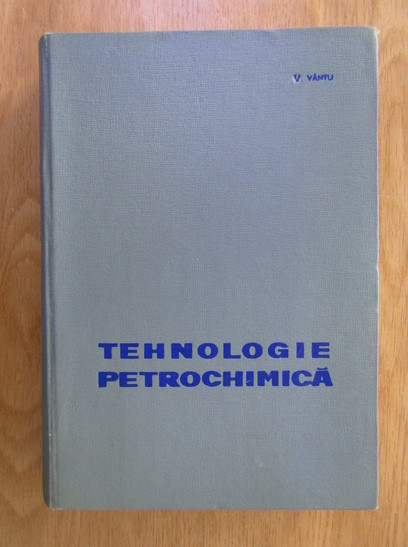 V. VÂNTU
TEHNOLOGIE
PETROCHIMICĂ